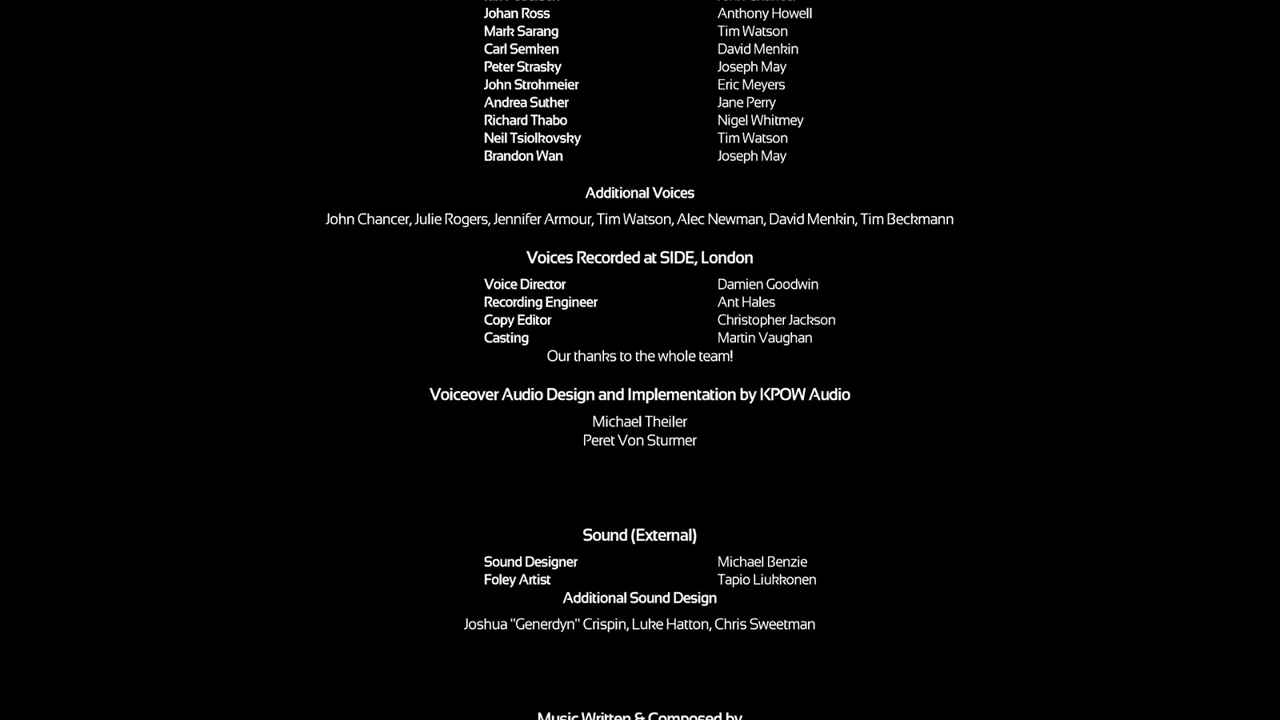 Johan Ross Anthony Howell
Mark Sarang Tim Watson
Carl Semken David Menkin
Peter Strasky Joseph May
John Strohmeier Eric Meyers
Andrea Suther Jane Perry
Richard Thabo Nigel Whitmey
Neil Tsiolkovsky Tim Watson
Brandon Wan Joseph May
Additional Voices
John Chancer, Julie Rogers, Jennifer Armour, Tim Watson, Alec Newman, David Menkin, Tim Beckmann
Voices Recorded at SIDE, London
Voice Director Damien Goodwin
Recording Engineer Ant Hales
Copy Editor Christopher Jackson
Casting Martin Vaughan
Our thanks to the whole team!
Voiceover Audio Design and Implementation by KPOW Audio
Michael Theiler
Peret Von Sturmer
Sound (External)
Sound Designer Michael Benzie
Foley Artist Tapio Liukkonen
Additional Sound Design
Joshua "Generdyn" Crispin, Luke Hatton, Chris Sweetman
Music Written & Composed by